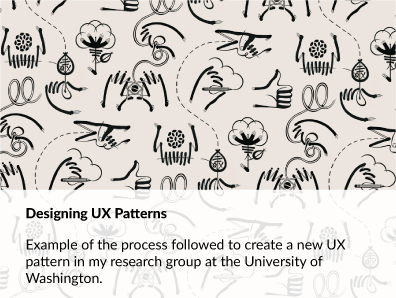 Designing UX Patterns
Example of the process followed to create a new UX
pattern in my research group at the University of
Washington.